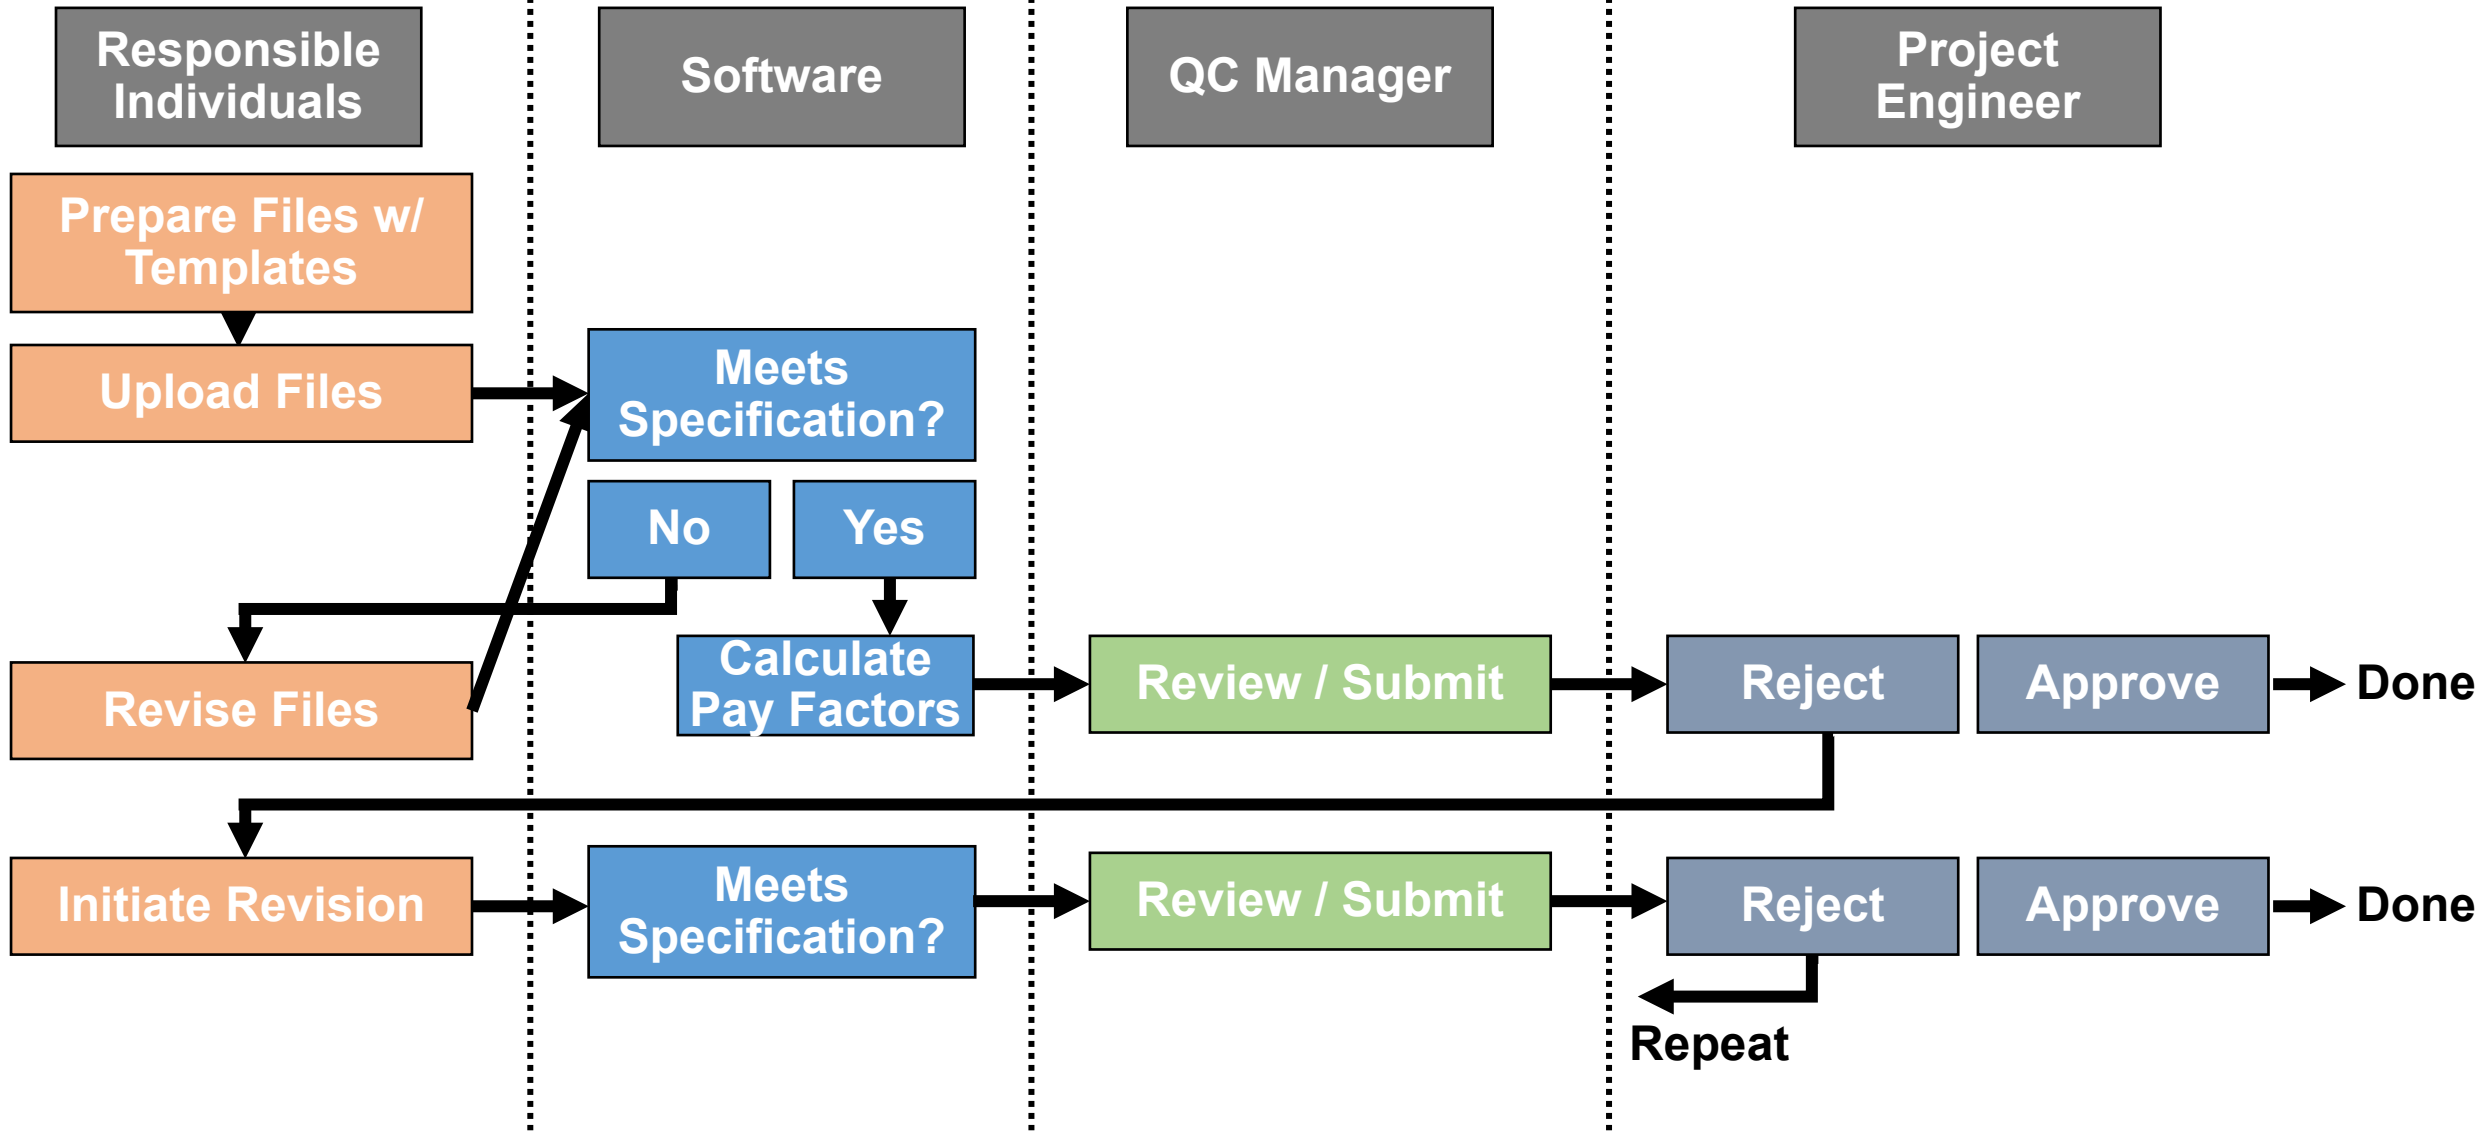 Responsible
Individuals
Software
QC Manager
Project
Engineer
Prepare Files w/
Templates
Upload Files
Meets
Specification?
No
Yes
Revise Files
Calculate
Pay Factors
Review / Submit
Reject
Approve
Done
Initiate Revision
Meets
Specification?
Review / Submit
Reject
Approve
Done
Repeat